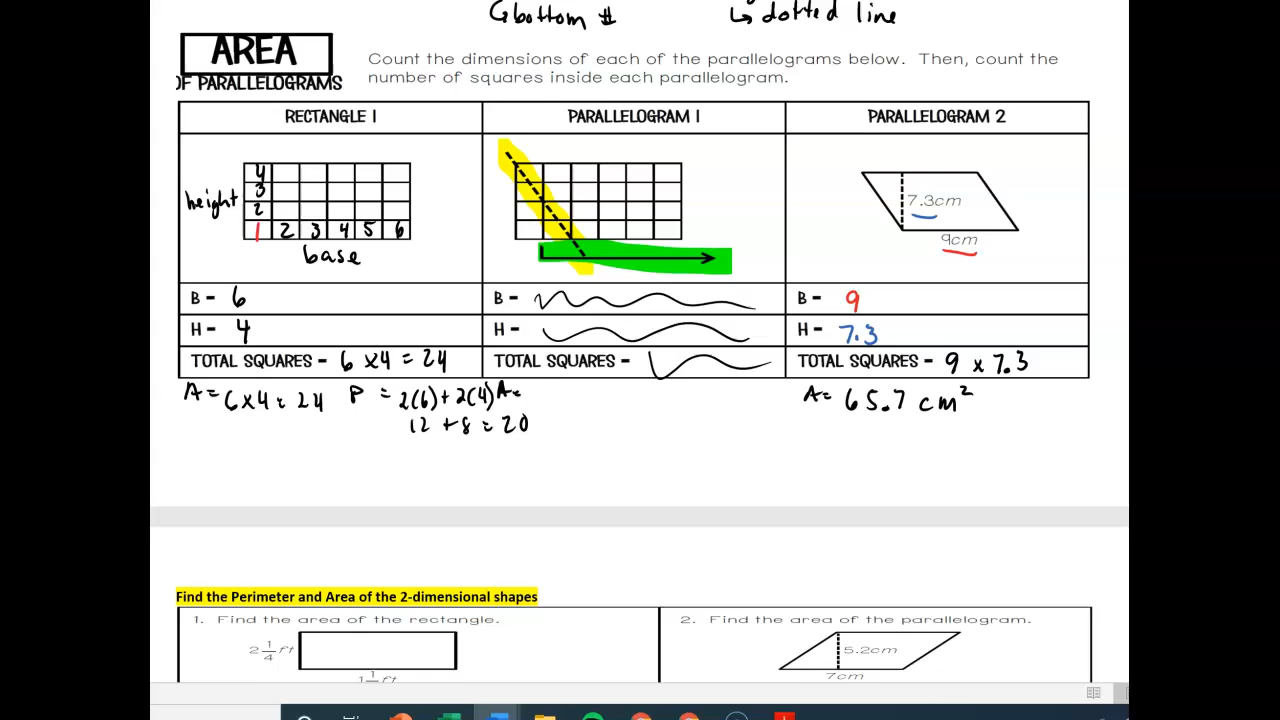 ↳bottom #
↳ dotted line
AREA
OF PARALLELOGRAMS
Count the dimensions of each of the parallelograms below. Then, count the
number of squares inside each parallelogram.
RECTANGLE 1
PARALLELOGRAM 1
PARALLELOGRAM 2
4
3
height
2
1 2 3 4 5 6
base
7.3cm
9cm
B = 6
B =
B = 9
H = 4
H =
H = 7.3
TOTAL SQUARES = 6 x 4 = 24
TOTAL SQUARES =
TOTAL SQUARES = 9 x 7.3
A = 6 x 4 = 24
P = 2(6) + 2(4)
A=
A= 65.7 cm²
12 + 8 = 20
Find the Perimeter and Area of the 2-dimensional shapes
1. Find the area of the rectangle.
2 1/4 ft
2. Find the area of the parallelogram.
5.2cm
7cm